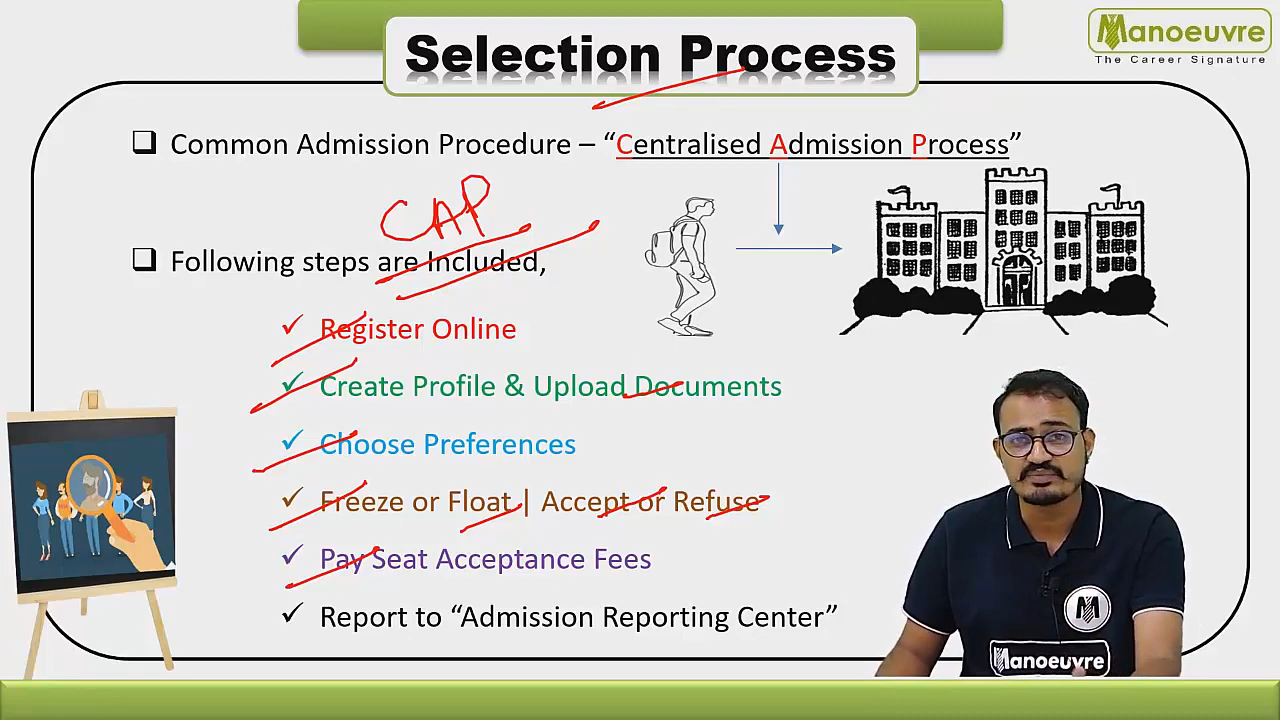 Selection Process
Manoeuvre
The Career Signature
❑ Common Admission Procedure – “Centralised Admission Process”
CAP
❑ Following steps are Included,
✓ Register Online
✓ Create Profile & Upload Documents
✓ Choose Preferences
✓ Freeze or Float | Accept or Refuse
✓ Pay Seat Acceptance Fees
✓ Report to “Admission Reporting Center”
M
Manoeuvre